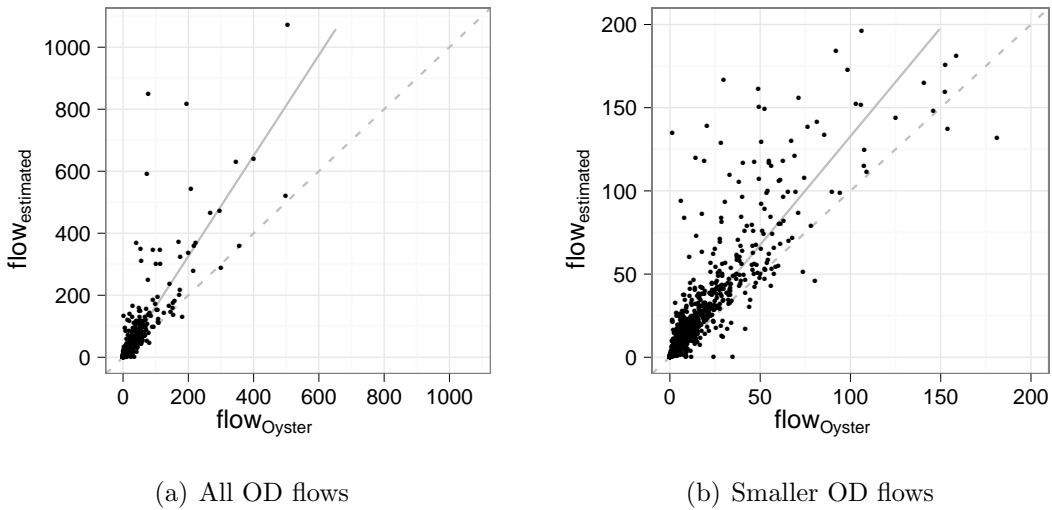 1000
800
600
400
200
0
flow_estimated
0 200 400 600 800 1000
flow_Oyster
(a) All OD flows
200
150
100
50
0
flow_estimated
0 50 100 150 200
flow_Oyster
(b) Smaller OD flows